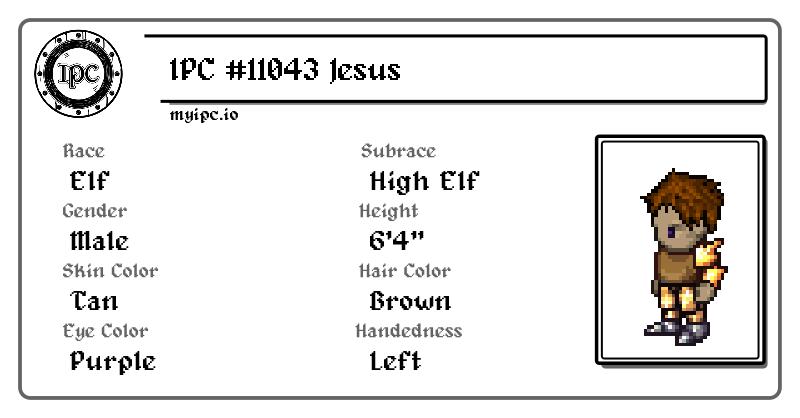 IPC
IPC #11043 Jesus
myipc.io
Race
Elf
Subrace
High Elf
Gender
Male
Height
6'4"
Skin Color
Tan
Hair Color
Brown
Eye Color
Purple
Handedness
Left